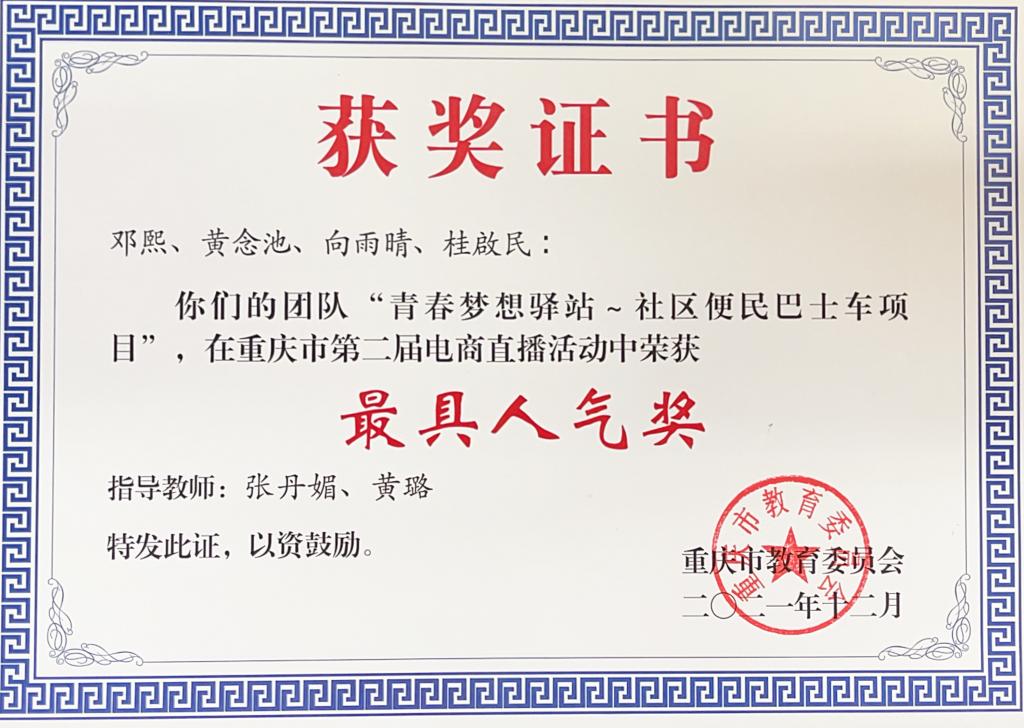 获奖证书
邓熙、黄念池、向雨晴、桂啟民：
你们的团队“青春梦想驿站～社区便民巴士车项
目”，在重庆市第二届电商直播活动中荣获
最具人气奖
指导教师：张丹媚、黄璐
特发此证，以资鼓励。
重庆市教育委员会
重庆市教育委员会
二〇二一年十二月